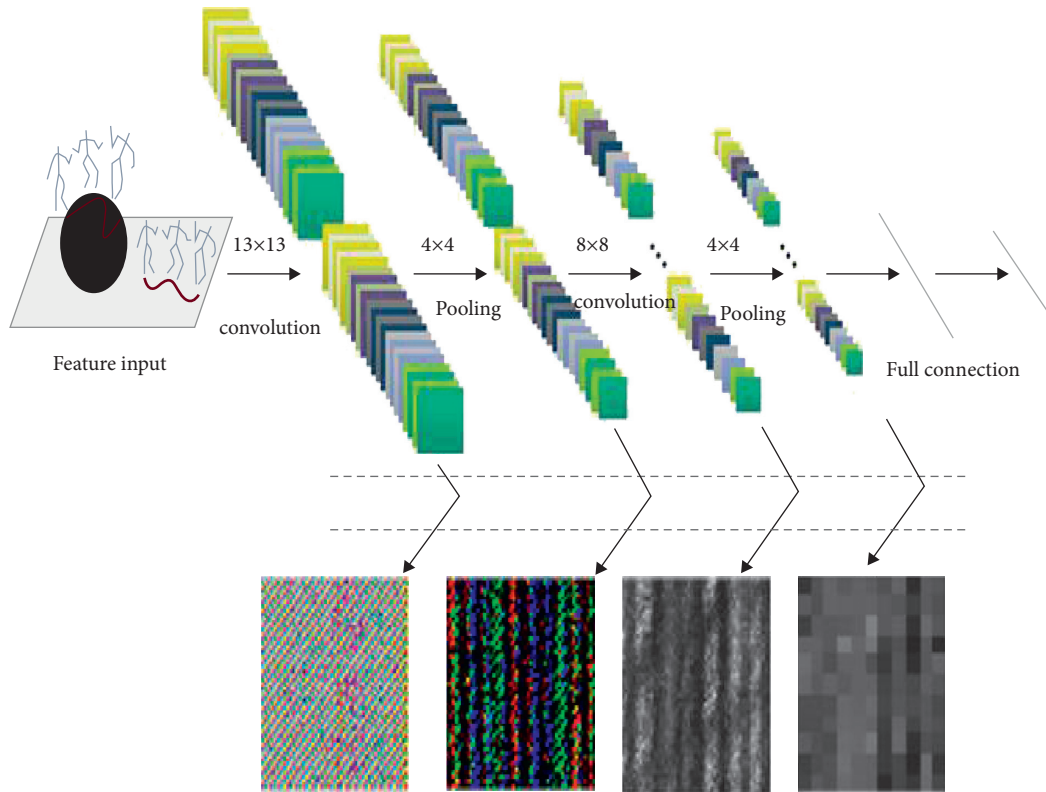 13×13
convolution
Feature input
4×4
Pooling
8×8
convolution
4×4
Pooling
Full connection